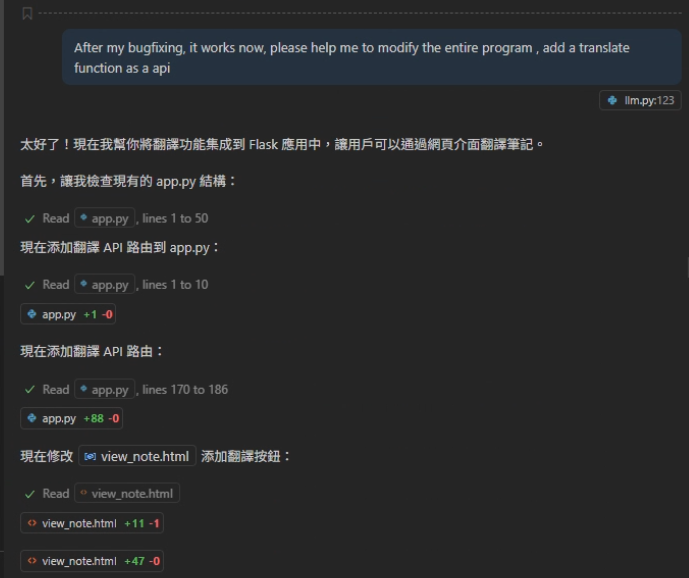 After my bugfixing, it works now, please help me to modify the entire program , add a translate
function as a api
llm.py:123
太好了！現在我幫你將翻譯功能集成到 Flask 應用中，讓用戶可以通過網頁介面翻譯筆記。
首先，讓我檢查現有的 app.py 結構：
Read app.py, lines 1 to 50
現在添加翻譯 API 路由到 app.py：
Read app.py, lines 1 to 10
app.py +1 -0
現在添加翻譯 API 路由：
Read app.py, lines 170 to 186
app.py +88 -0
現在修改 view_note.html 添加翻譯按鈕：
Read view_note.html
view_note.html +11 -1
view_note.html +47 -0